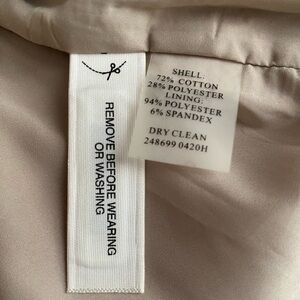 REMOVE BEFORE WEARING
OR WASHING
SHELL:
72% COTTON
28% POLYESTER
LINING:
94% POLYESTER
6% SPANDEX
DRY CLEAN
248699 0420H